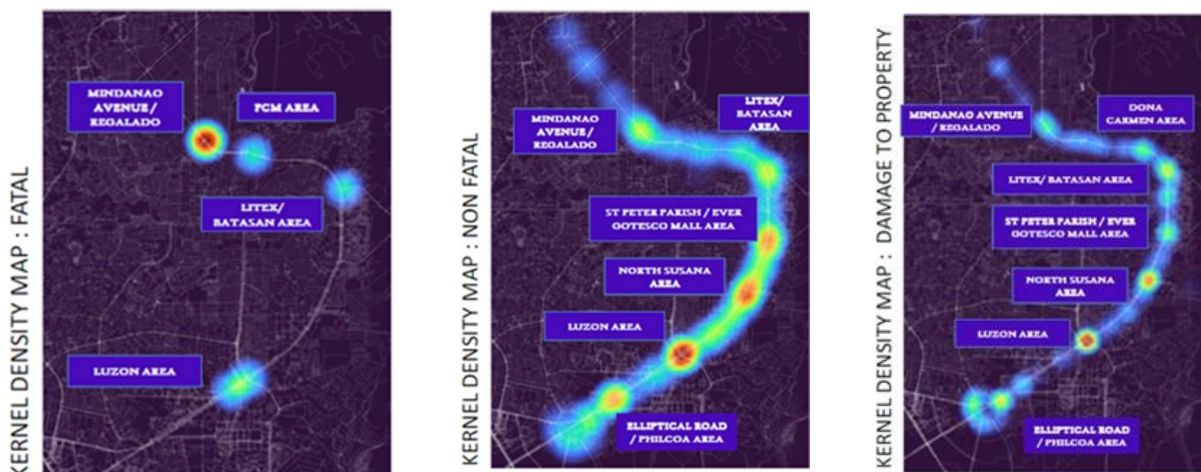 KERNEL DENSITY MAP : FATAL
MINDANAO
AVENUE/
REGALADO
FCM AREA
LITEX/
BATASAN AREA
LUZON AREA
KERNEL DENSITY MAP : NON FATAL
LITEX/
BATASAN
AREA
MINDANAO
AVENUE/
REGALADO
ST PETER PARISH / EVER
GOTESCO MALL AREA
NORTH SUSANA
AREA
LUZON AREA
ELLIPTICAL ROAD
/ PHILCOA AREA
KERNEL DENSITY MAP : DAMAGE TO PROPERTY
MINDANAO AVENUE
/ REGALADO
DONA
CARMEN AREA
LITEX/ BATASAN AREA
ST PETER PARISH / EVER
GOTESCO MALL AREA
NORTH SUSANA
AREA
LUZON AREA
ELLIPTICAL ROAD
/ PHILCOA AREA